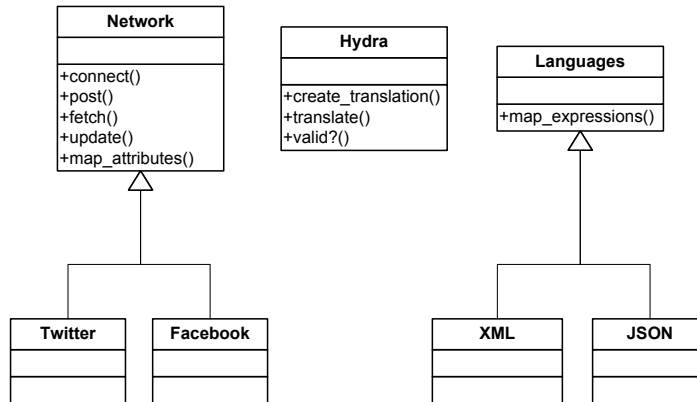 Network
+connect()
+post()
+fetch()
+update()
+map_attributes()
Hydra
+create_translation()
+translate()
+valid?()
Languages
+map_expressions()
Twitter
Facebook
XML
JSON